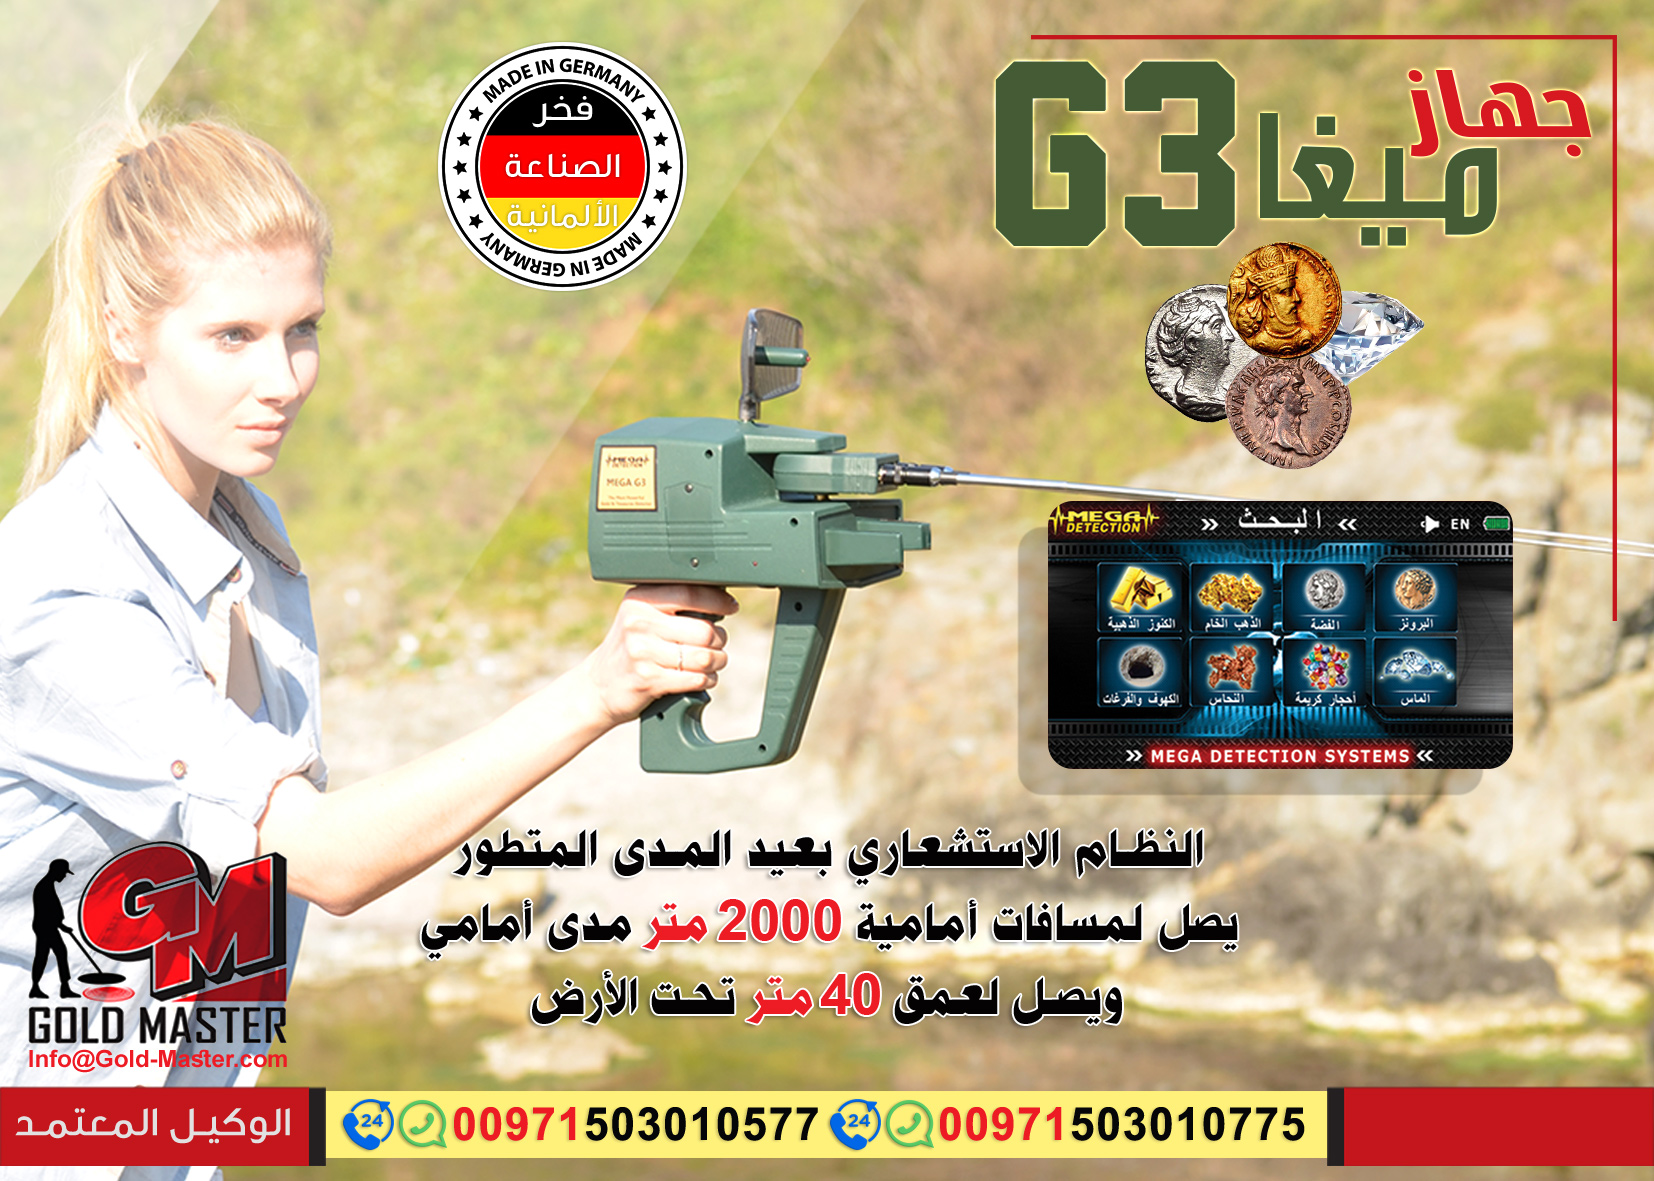 جهاز
ميغا G3
MADE IN GERMANY
فخر
الصناعة
الألمانية
MADE IN GERMANY
MEGA
DETECTION
MEGA G3
MEGA
DETECTION
البحث
EN
الكنوز الذهبية
الذهب الخام
الفضة
البرونز
الكهوف والفرغات
النحاس
أحجار كريمة
الماس
MEGA DETECTION SYSTEMS
النظام الاستشعاري بعيد المدى المتطور
يصل لمسافات أمامية 2000 متر مدى أمامي
ويصل لعمق 40 متر تحت الأرض
GM
GOLD MASTER
Info@Gold-Master.com
الوكيل المعتمد
24
00971503010577
24
00971503010775